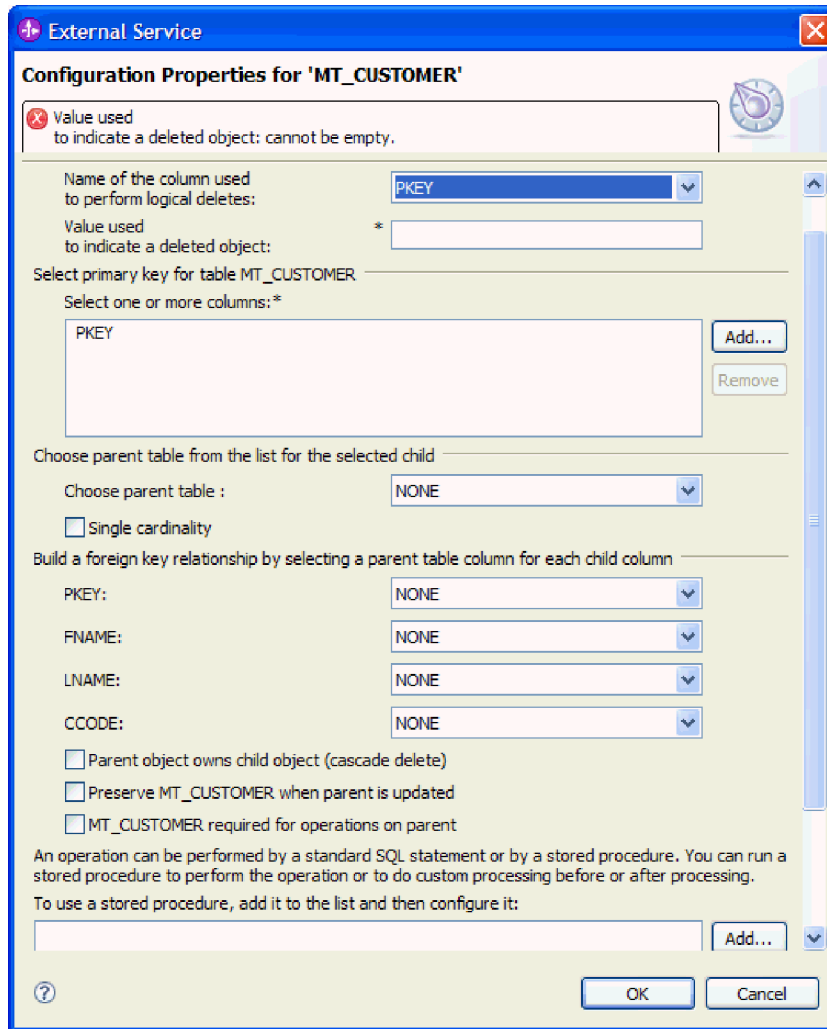 External Service
Configuration Properties for 'MT_CUSTOMER'
Value used
to indicate a deleted object: cannot be empty.
Name of the column used
to perform logical deletes:
PKEY
Value used
to indicate a deleted object:
*
Select primary key for table MT_CUSTOMER
Select one or more columns:*
PKEY
Add...
Remove
Choose parent table from the list for the selected child
Choose parent table :
NONE
Single cardinality
Build a foreign key relationship by selecting a parent table column for each child column
PKEY:
NONE
FNAME:
NONE
LNAME:
NONE
CCODE:
NONE
Parent object owns child object (cascade delete)
Preserve MT_CUSTOMER when parent is updated
MT_CUSTOMER required for operations on parent
An operation can be performed by a standard SQL statement or by a stored procedure. You can run a
stored procedure to perform the operation or to do custom processing before or after processing.
To use a stored procedure, add it to the list and then configure it:
Add...
?
OK
Cancel